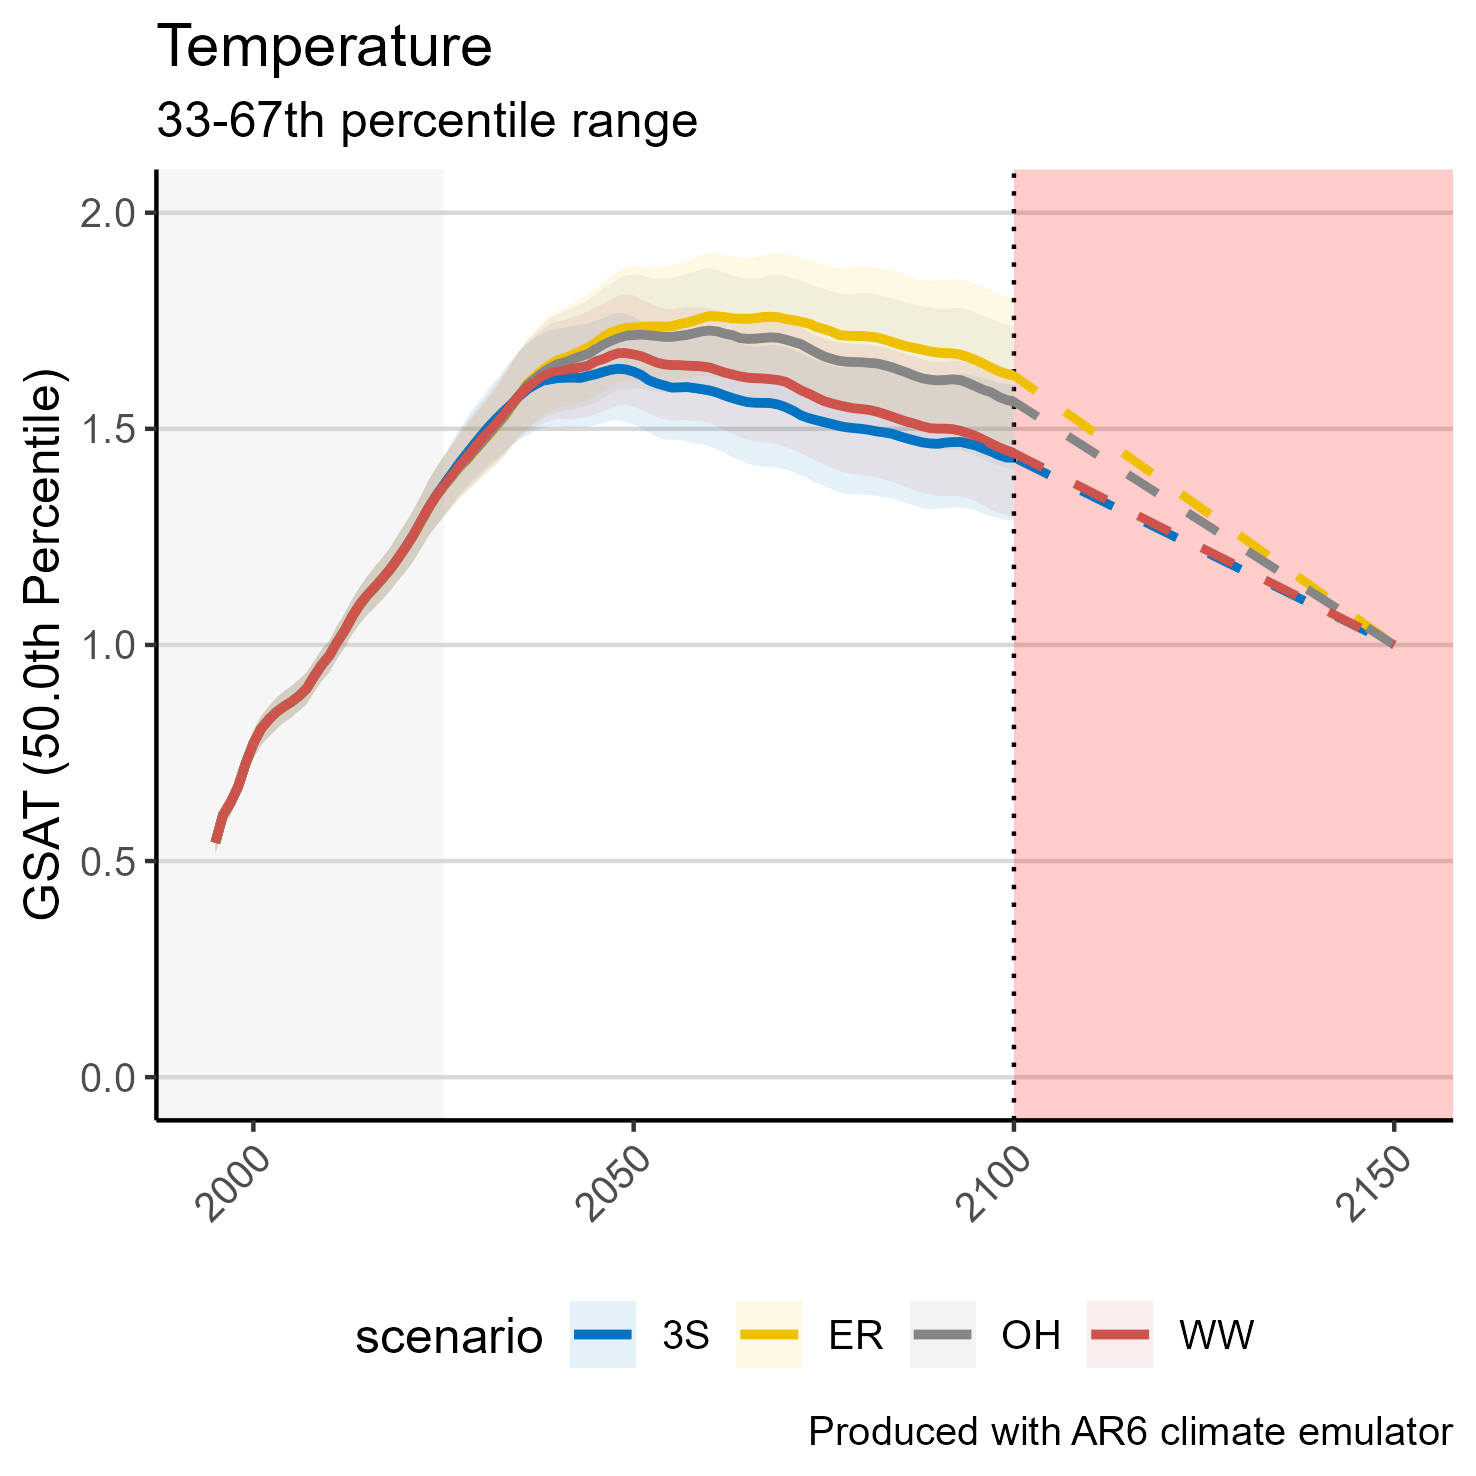 Temperature
33-67th percentile range
GSAT (50.0th Percentile)
2.0
1.5
1.0
0.5
0.0
2000
2050
2100
2150
scenario 3S ER OH WW
Produced with AR6 climate emulator